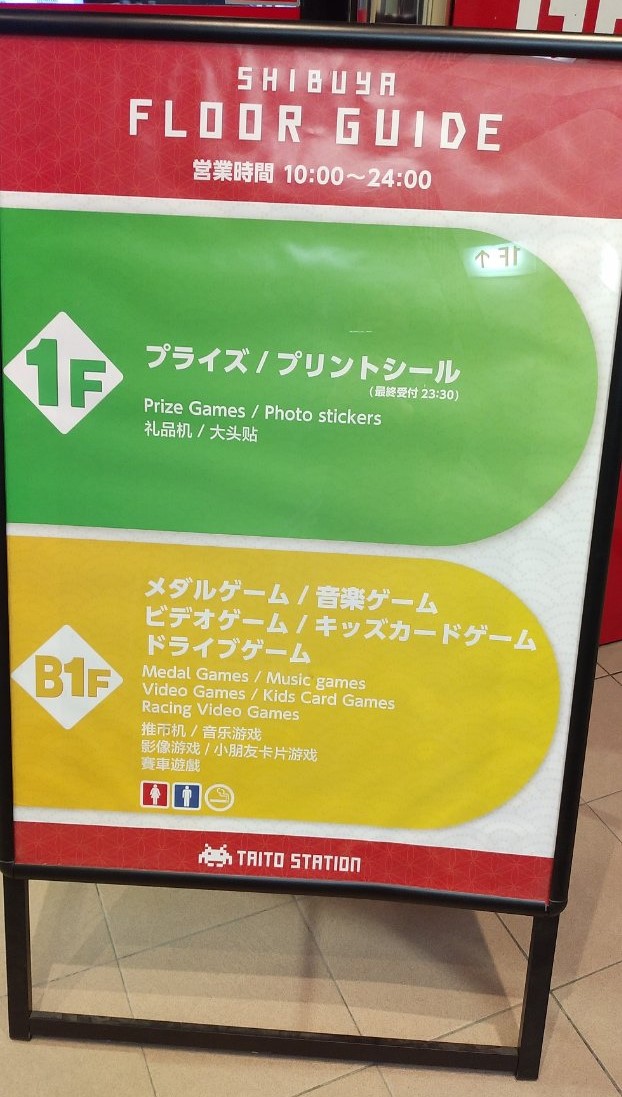 SHIBUYA
FLOOR GUIDE
営業時間 10:00～24:00
1F
プライズ / プリントシール
（最終受付 23:30）
Prize Games / Photo stickers
礼品机 / 大头贴
B1F
メダルゲーム / 音楽ゲーム
ビデオゲーム / キッズカードゲーム
ドライブゲーム
Medal Games / Music games
Video Games / Kids Card Games
Racing Video Games
推币机 / 音乐游戏
影像游戏 / 小朋友卡片游戏
賽車遊戲
TAITO STATION